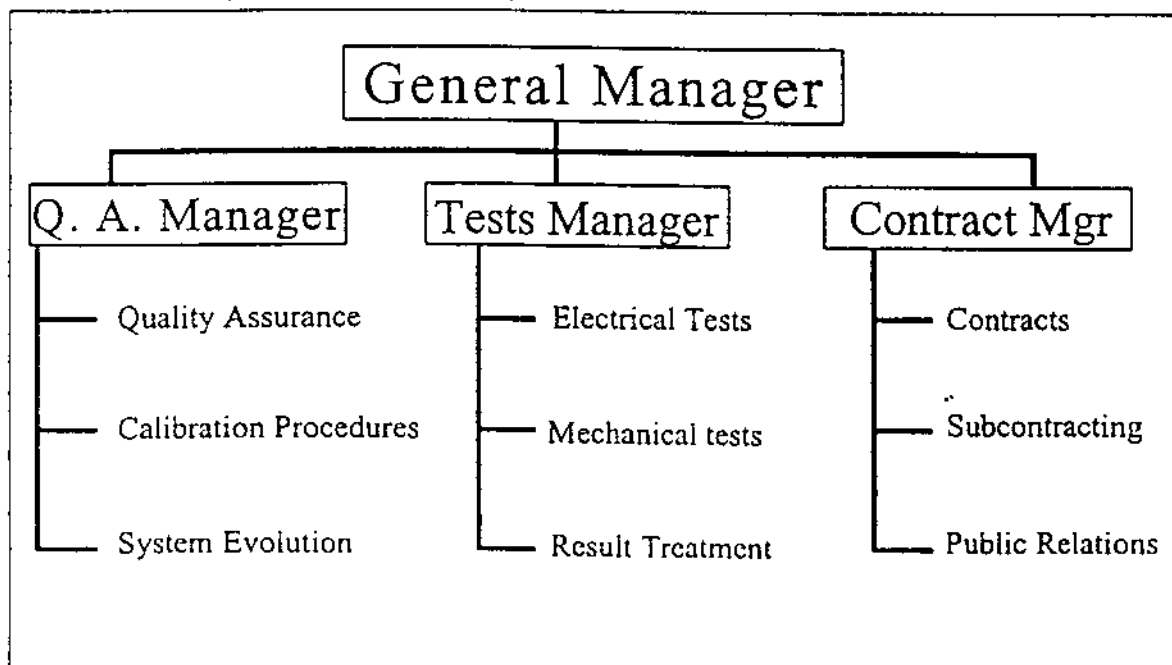 General Manager
Q. A. Manager
Tests Manager
Contract Mgr
Quality Assurance
Electrical Tests
Contracts
Calibration Procedures
Mechanical tests
Subcontracting
System Evolution
Result Treatment
Public Relations